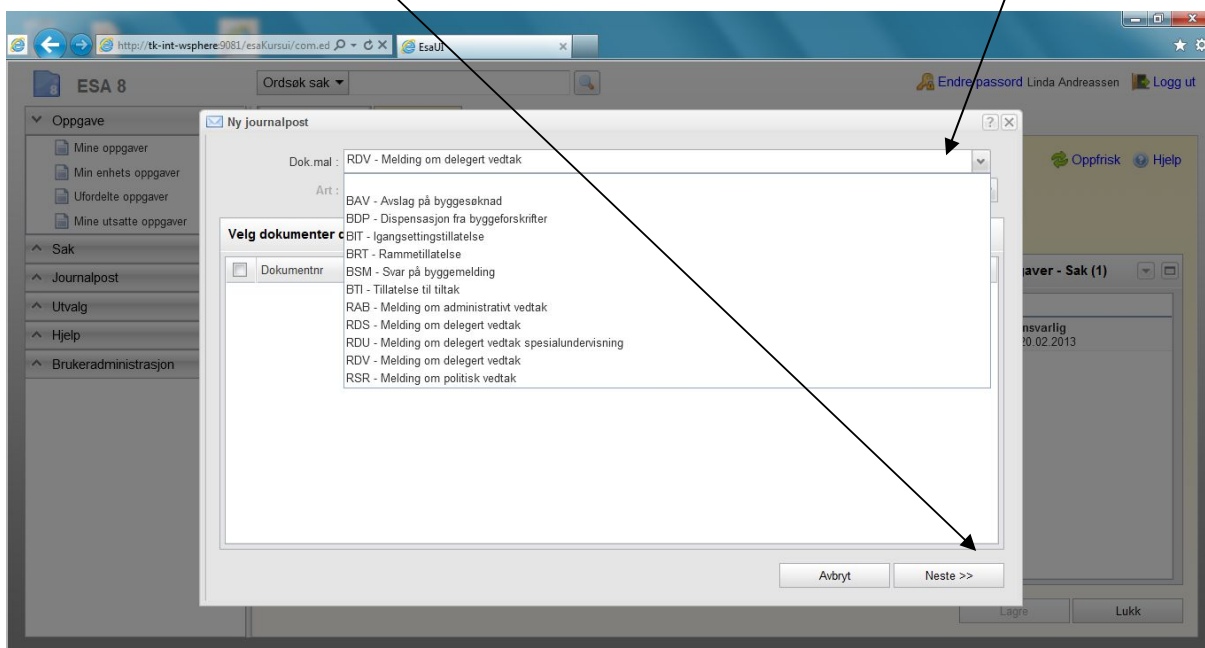 http://tk-int-wsphere:9081/esaKursui/com.ed
EsaUI
ESA 8
Ordsøk sak
Endre passord Linda Andreassen Logg ut
Oppgave
Mine oppgaver
Min enhets oppgaver
Ufordelte oppgaver
Mine utsatte oppgaver
Sak
Journalpost
Utvalg
Hjelp
Brukeradministrasjon
Oppfrisk Hjelp
Ny journalpost
Dok.mal : RDV - Melding om delegert vedtak
Art :
BAV - Avslag på byggesøknad
BDP - Dispensasjon fra byggeforskrifter
BIT - Igangsettingstillatelse
BRT - Rammetillatelse
BSM - Svar på byggemelding
BTI - Tillatelse til tiltak
RAB - Melding om administrativt vedtak
RDS - Melding om delegert vedtak
RDU - Melding om delegert vedtak spesialundervisning
RDV - Melding om delegert vedtak
RSR - Melding om politisk vedtak
Velg dokumenter
Dokumentnr
aver - Sak (1)
nsvarlig
20.02.2013
Avbryt
Neste >>
Lagre
Lukk